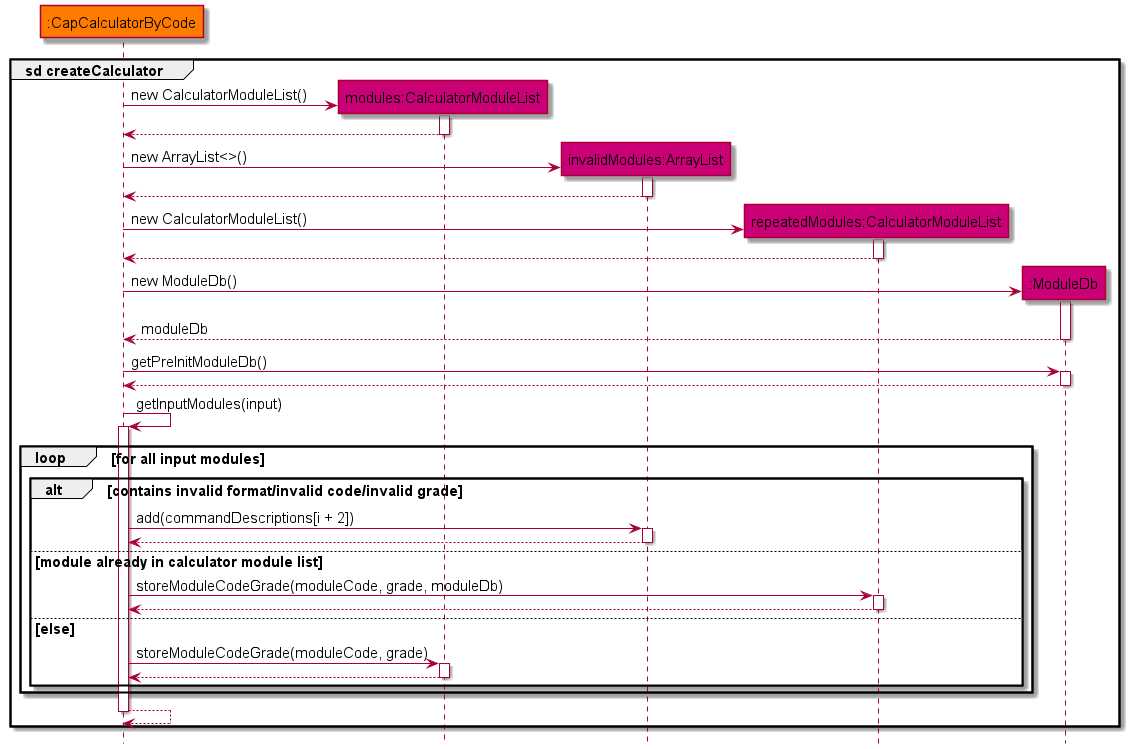 :CapCalculatorByCode
sd createCalculator
new CalculatorModuleList()
modules:CalculatorModuleList
new ArrayList<>()
invalidModules:ArrayList
new CalculatorModuleList()
repeatedModules:CalculatorModuleList
new ModuleDb()
:ModuleDb
moduleDb
getPreInitModuleDb()
getInputModules(input)
loop [for all input modules]
alt [contains invalid format/invalid code/invalid grade]
add(commandDescriptions[i + 2])
[module already in calculator module list]
storeModuleCodeGrade(moduleCode, grade, moduleDb)
[else]
storeModuleCodeGrade(moduleCode, grade)